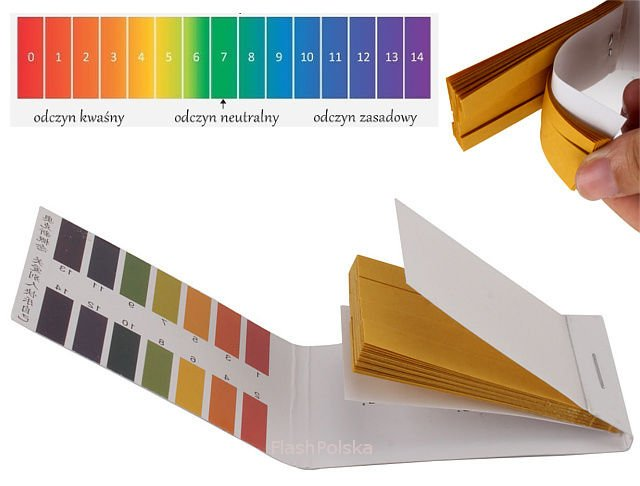 0 1 2 3 4 5 6 7 8 9 10 11 12 13 14
odczyn kwaśny odczyn neutralny odczyn zasadowy
13 11 9 7 5 3 1
14 12 10 8 6 4 2
FlashPolska